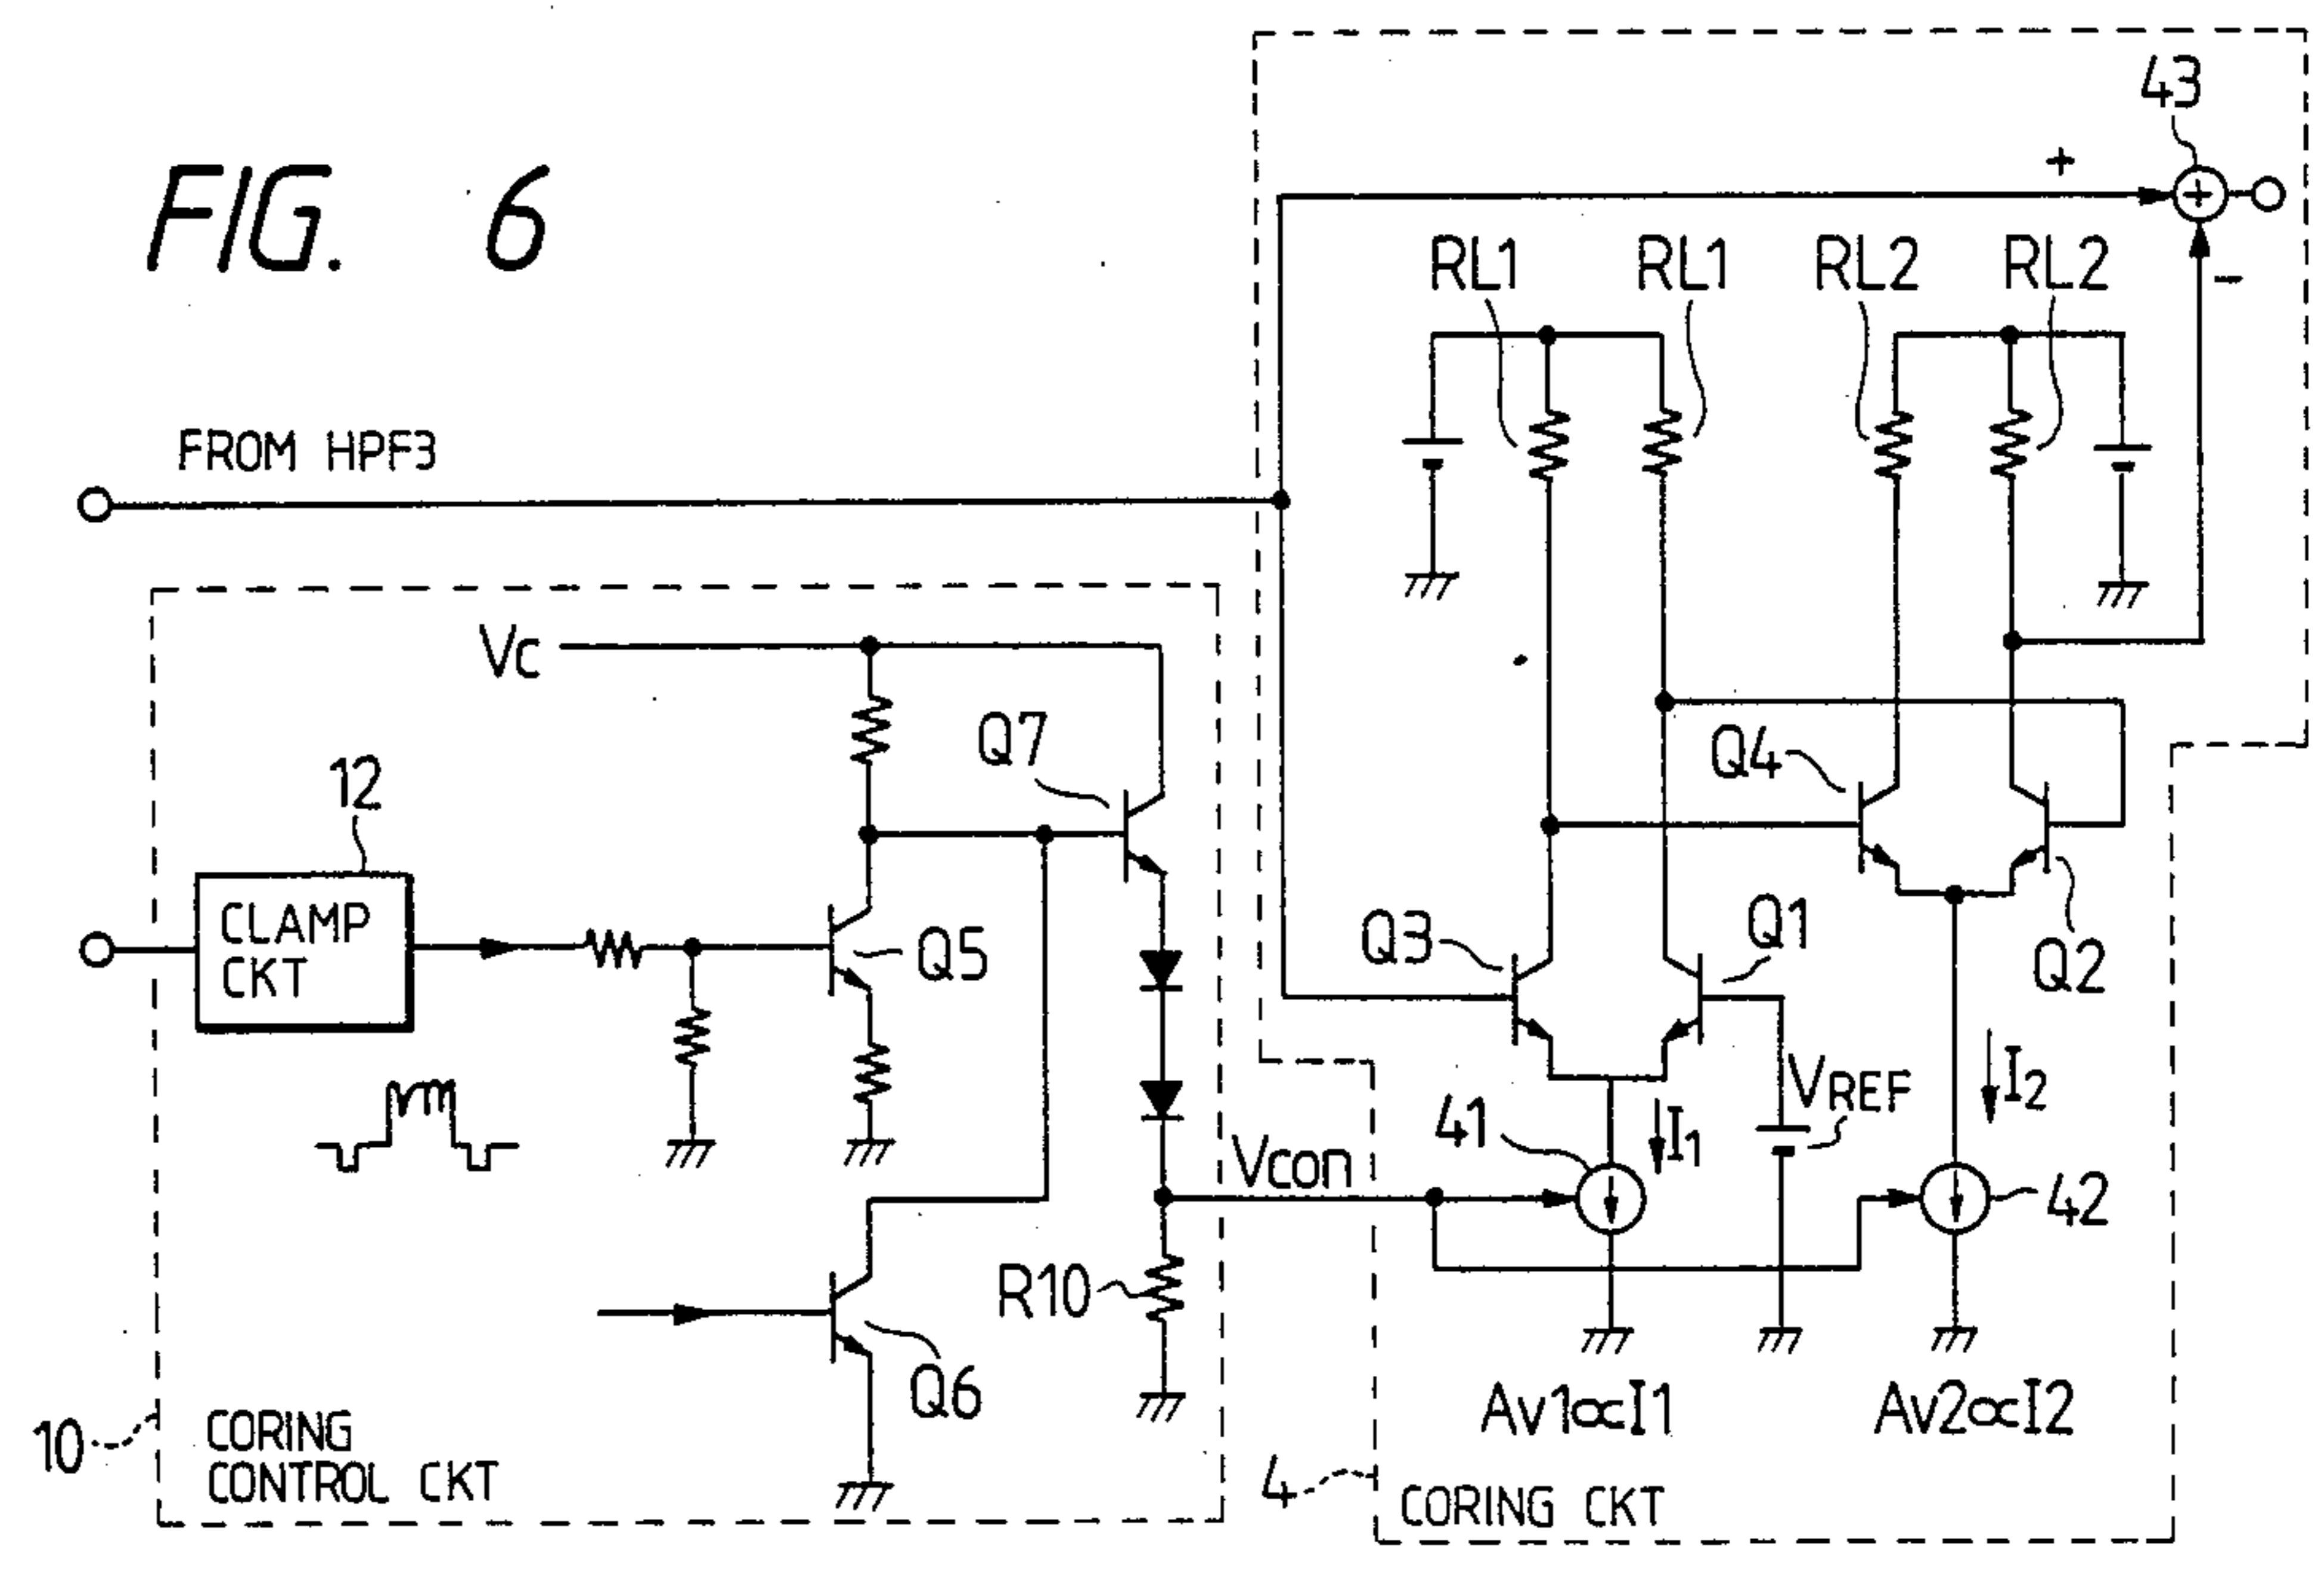 FIG. 6
43
+
RL1 RL1 RL2 RL2
-
FROM HPF3
Vc
Q7
Q4
12
CLAMP
CKT
Q5
Q3
Q1
Q2
VREF
I2
41
I1
Vcon
42
R10
Q6
Av1∝I1
Av2∝I2
10
CORING
CONTROL CKT
4
CORING CKT